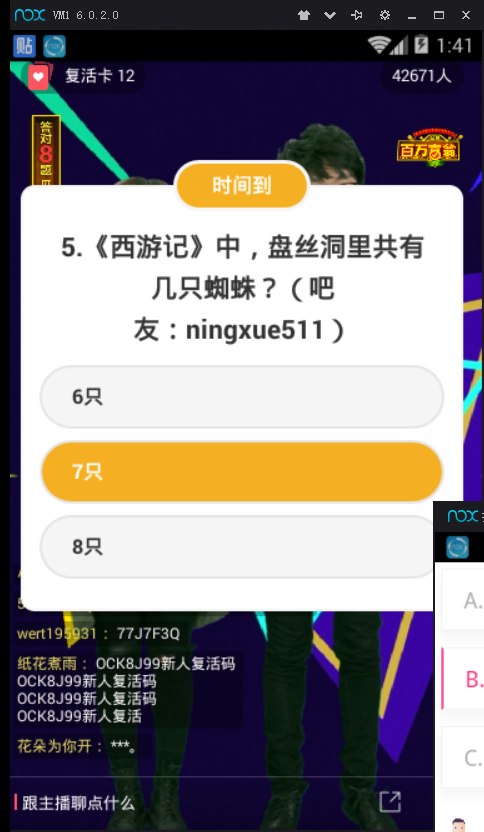 nox VM1 6.0.2.0
贴 1:41
复活卡 12 42671人
答对8题
百万富翁
时间到
5.《西游记》中，盘丝洞里共有
几只蜘蛛？（吧
友：ningxue511）
6只
7只
8只
nox
A.
B.
C.
wert195931： 77J7F3Q
纸花煮雨： OCK8J99新人复活码
OCK8J99新人复活码
OCK8J99新人复活码
OCK8J99新人复活
花朵为你开： ***。
跟主播聊点什么